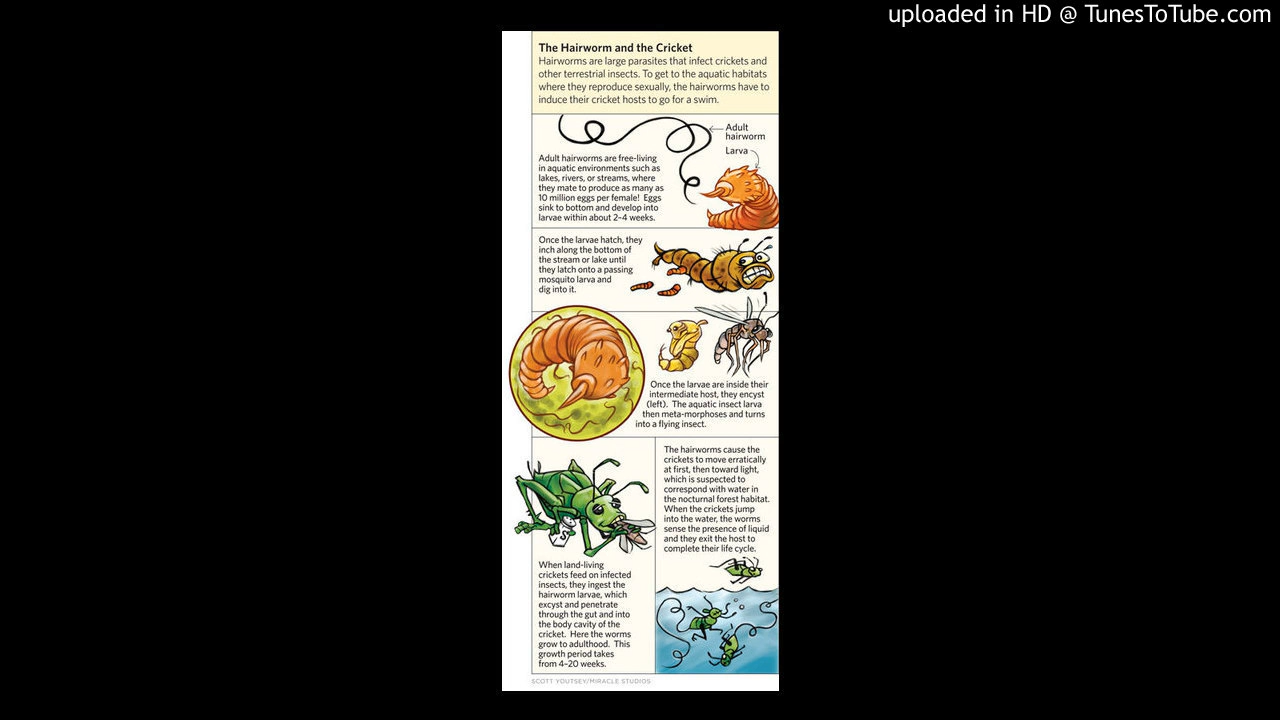 uploaded in HD @ TunesToTube.com
The Hairworm and the Cricket
Hairworms are large parasites that infect crickets and
other terrestrial insects. To get to the aquatic habitats
where they reproduce sexually, the hairworms have to
induce their cricket hosts to go for a swim.
Adult
hairworm
Larva
Adult hairworms are free-living
in aquatic environments such as
lakes, rivers, or streams, where
they mate to produce as many as
10 million eggs per female! Eggs
sink to bottom and develop into
larvae within about 2–4 weeks.
Once the larvae hatch, they
inch along the bottom of
the stream or lake until
they latch onto a passing
mosquito larva and
dig into it.
Once the larvae are inside their
intermediate host, they encyst
(left). The aquatic insect larva
then meta-morphoses and turns
into a flying insect.
When land-living
crickets feed on infected
insects, they ingest the
hairworm larvae, which
excyst and penetrate
through the gut and into
the body cavity of the
cricket. Here the worms
grow to adulthood. This
growth period takes
from 4–20 weeks.
The hairworms cause the
crickets to move erratically
at first, then toward light,
which is suspected to
correspond with water in
the nocturnal forest habitat.
When the crickets jump
into the water, the worms
sense the presence of liquid
and they exit the host to
complete their life cycle.
SCOTT YOUTSEY/MIRACLE STUDIOS